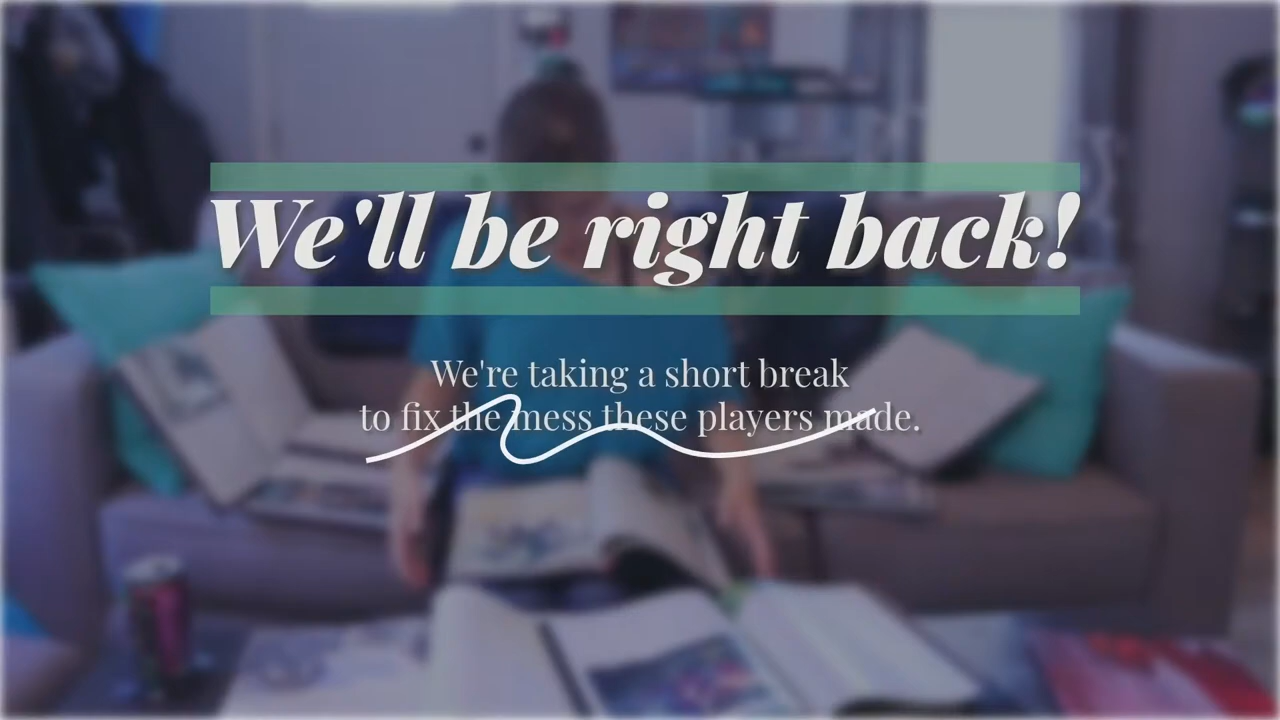 We'll be right back!
We're taking a short break
to fix the mess these players made.